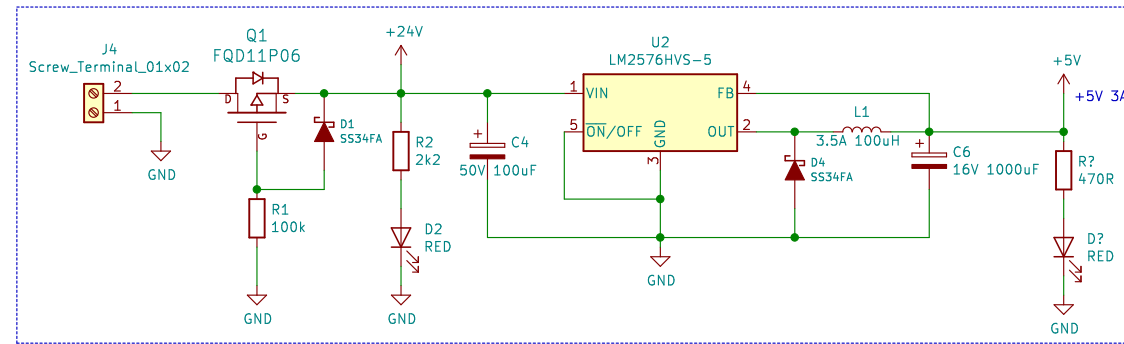 J4
Screw_Terminal_01x02
2
1
GND
Q1
FQD11P06
D
S
G
D1
SS34FA
R1
100k
GND
+24V
R2
2k2
D2
RED
GND
C4
50V 100uF
+
U2
LM2576HVS-5
1
VIN
5
ON/OFF
GND
3
FB
4
OUT
2
GND
D4
SS34FA
L1
3.5A 100uH
+
C6
16V 1000uF
+5V
+5V 3A
R?
470R
D?
RED
GND